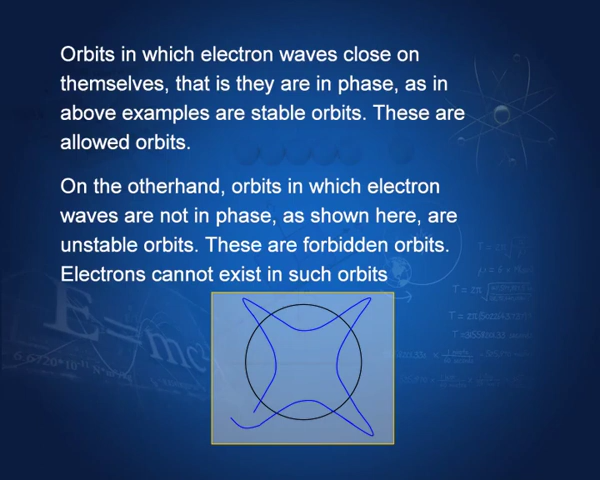 Orbits in which electron waves close on
themselves, that is they are in phase, as in
above examples are stable orbits. These are
allowed orbits.
On the otherhand, orbits in which electron
waves are not in phase, as shown here, are
unstable orbits. These are forbidden orbits.
Electrons cannot exist in such orbits
E=mc²